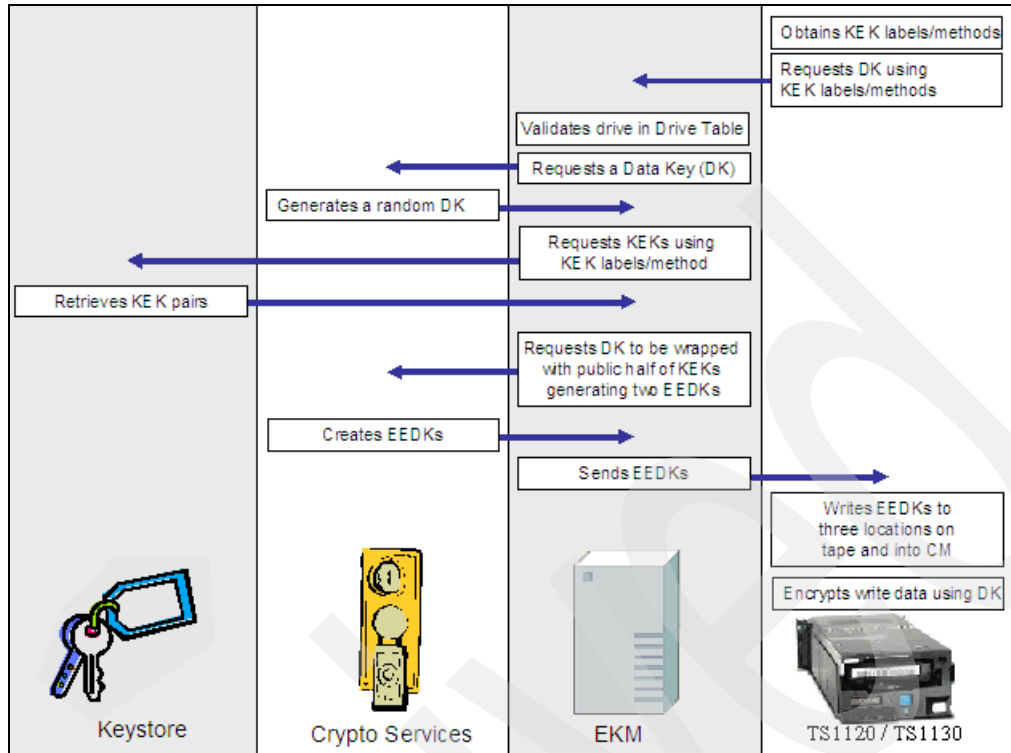 Obtains KEK labels/methods
Requests DK using
KEK labels/methods
Validates drive in Drive Table
Requests a Data Key (DK)
Generates a random DK
Requests KEKs using
KEK labels/method
Retrieves KEK pairs
Requests DK to be wrapped
with public half of KEKs
generating two EEDKs
Creates EEDKs
Sends EEDKs
Writes EEDKs to
three locations on
tape and into CM
Encrypts write data using DK
Keystore
Crypto Services
EKM
TS1120 / TS1130